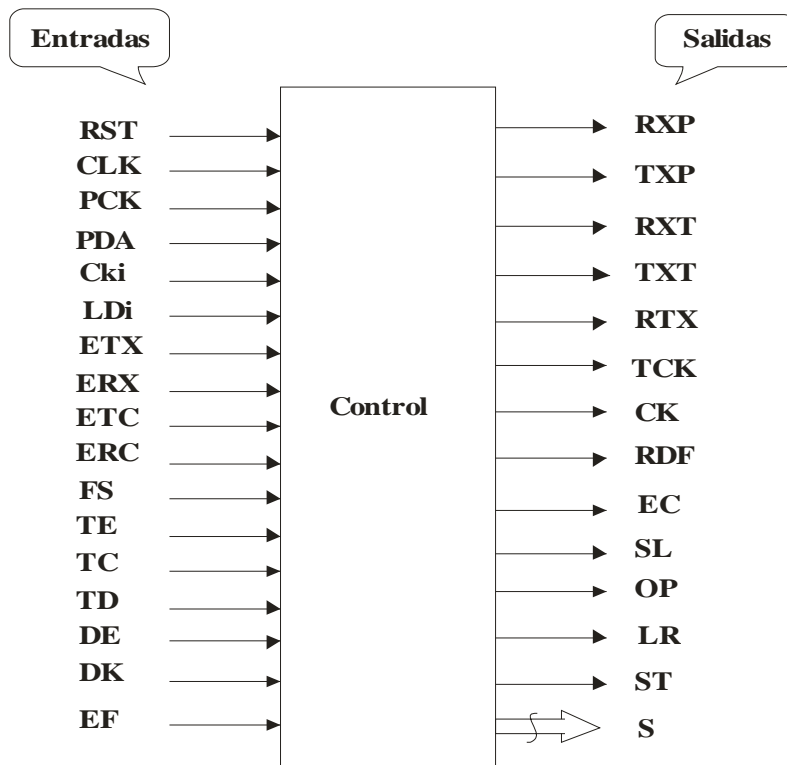 Entradas
Salidas
RST
CLK
PCK
PDA
Cki
LDi
ETX
ERX
ETC
ERC
FS
TE
TC
TD
DE
DK
EF
Control
RXP
TXP
RXT
TXT
RTX
TCK
CK
RDF
EC
SL
OP
LR
ST
S